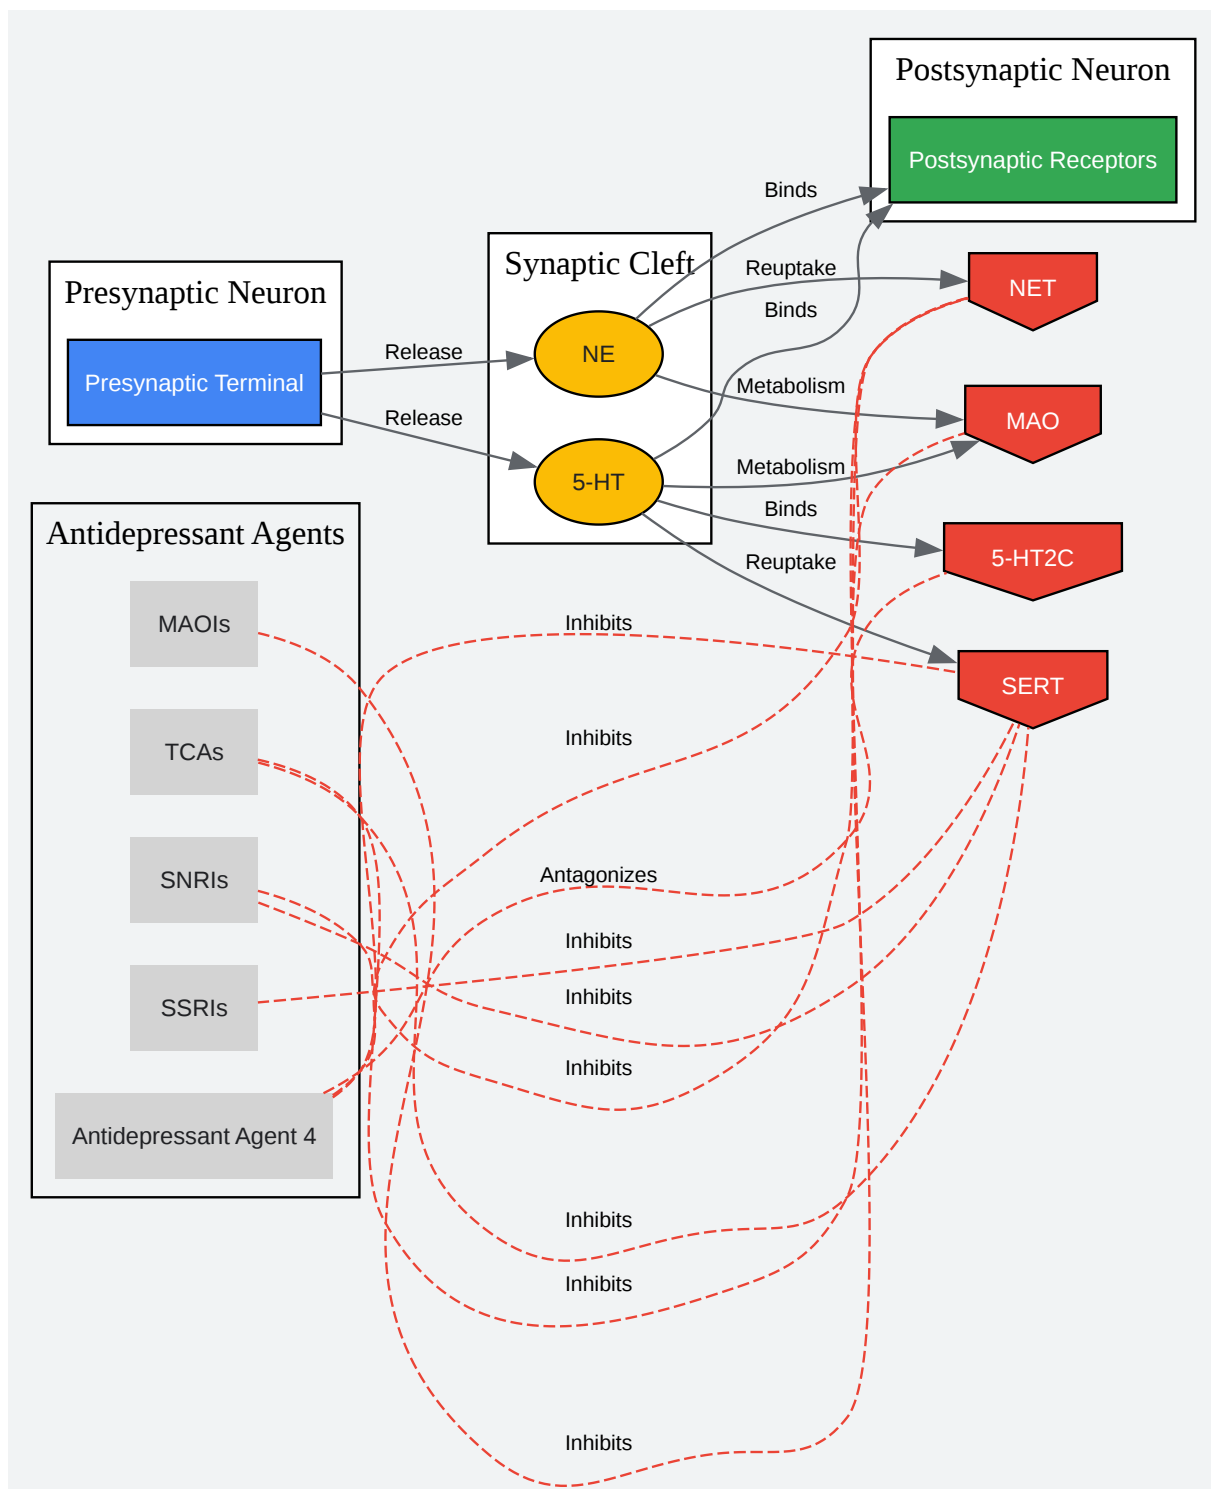 Postsynaptic Neuron
Postsynaptic Receptors
Binds
Synaptic Cleft
Reuptake
NET
Presynaptic Neuron
Binds
NE
Release
Presynaptic Terminal
Metabolism
Release
MAO
Metabolism
5-HT
Binds
Antidepressant Agents
5-HT2C
Reuptake
MAOIs
Inhibits
SERT
Inhibits
TCAs
Antagonizes
SNRIs
Inhibits
Inhibits
SSRIs
Inhibits
Antidepressant Agent 4
Inhibits
Inhibits
Inhibits